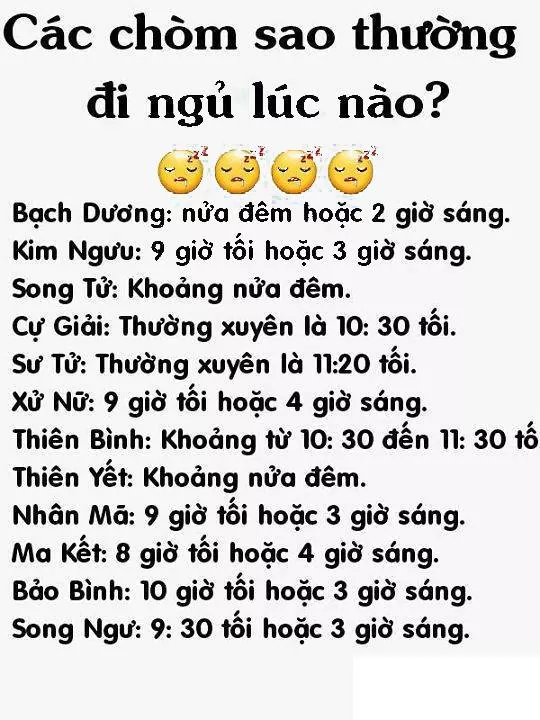 Các chòm sao thường
đi ngủ lúc nào?
Bạch Dương: nửa đêm hoặc 2 giờ sáng.
Kim Ngưu: 9 giờ tối hoặc 3 giờ sáng.
Song Tử: Khoảng nửa đêm.
Cự Giải: Thường xuyên là 10: 30 tối.
Sư Tử: Thường xuyên là 11:20 tối.
Xử Nữ: 9 giờ tối hoặc 4 giờ sáng.
Thiên Bình: Khoảng từ 10: 30 đến 11: 30 tố
Thiên Yết: Khoảng nửa đêm.
Nhân Mã: 9 giờ tối hoặc 3 giờ sáng.
Ma Kết: 8 giờ tối hoặc 4 giờ sáng.
Bảo Bình: 10 giờ tối hoặc 3 giờ sáng.
Song Ngư: 9: 30 tối hoặc 3 giờ sáng.